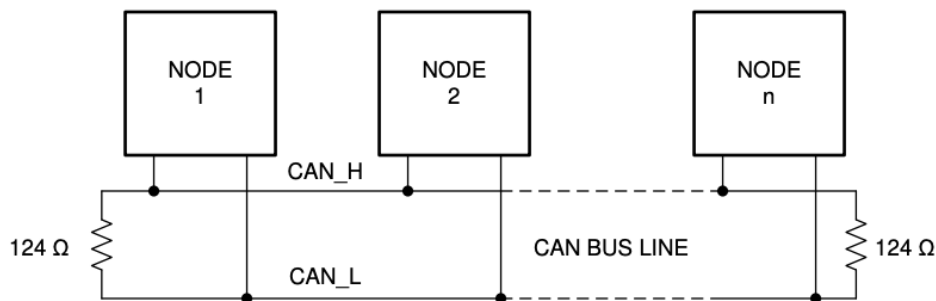 NODE
1
NODE
2
NODE
n
CAN_H
124 Ω
CAN BUS LINE
124 Ω
CAN_L